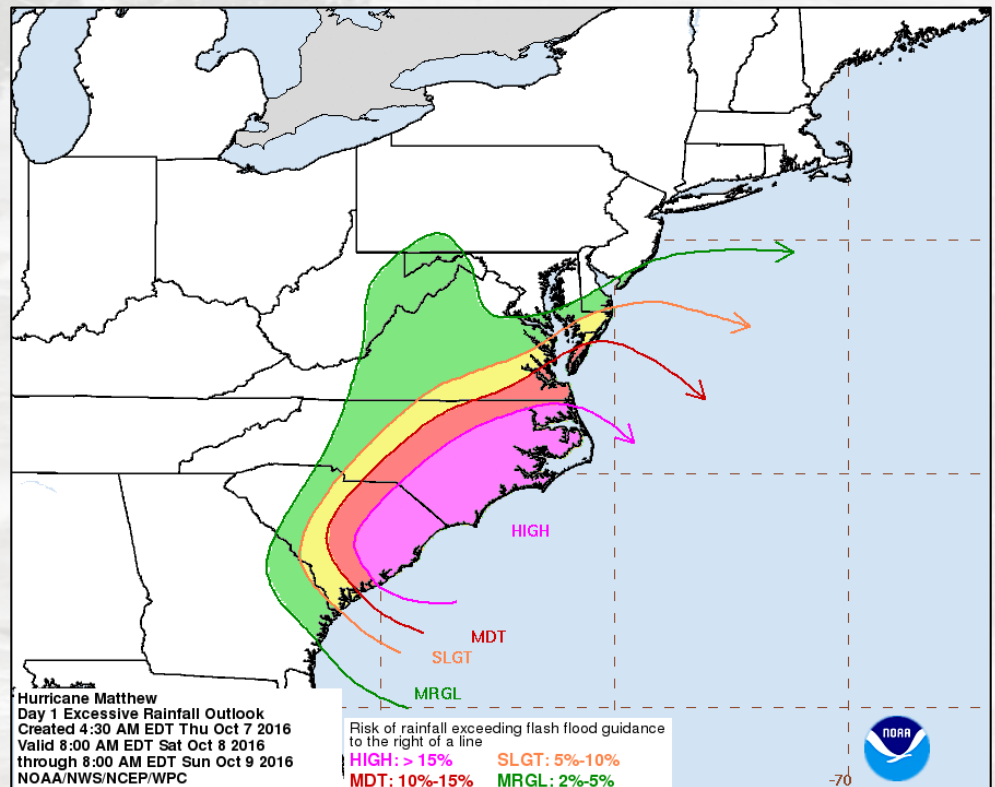 HIGH
MDT
SLGT
MRGL
Hurricane Matthew
Day 1 Excessive Rainfall Outlook
Created 4:30 AM EDT Thu Oct 7 2016
Valid 8:00 AM EDT Sat Oct 8 2016
through 8:00 AM EDT Sun Oct 9 2016
NOAA/NWS/NCEP/WPC
Risk of rainfall exceeding flash flood guidance
to the right of a line
HIGH: > 15% SLGT: 5%-10%
MDT: 10%-15% MRGL: 2%-5%
-70
NOAA